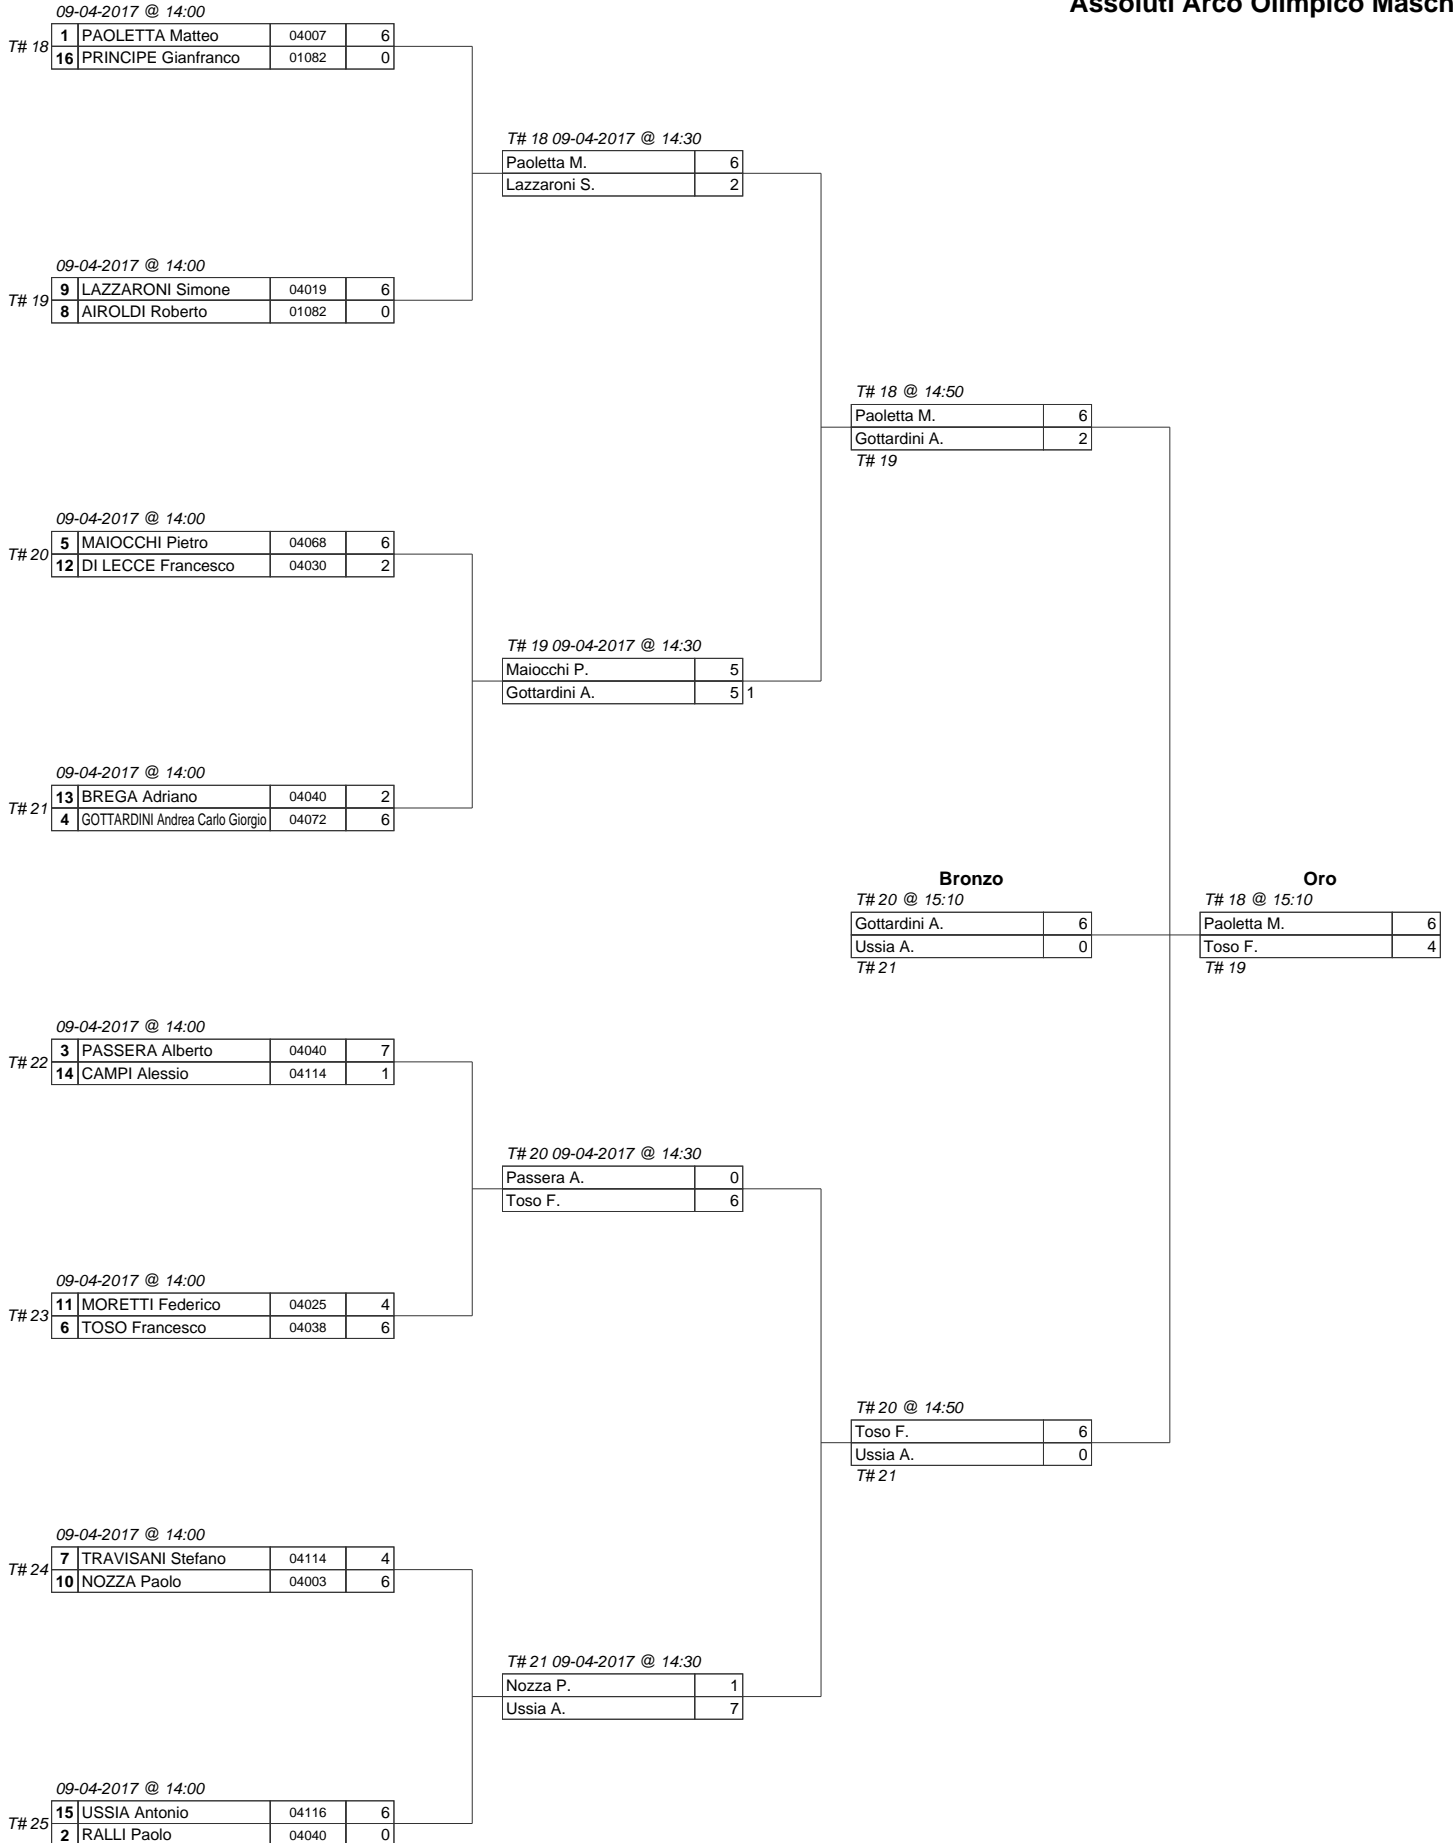 Assoluti Arco Olimpico Masch
09-04-2017 @ 14:00
T# 18
1 PAOLETTA Matteo 04007 6
16 PRINCIPE Gianfranco 01082 0
T# 18 09-04-2017 @ 14:30
Paoletta M. 6
Lazzaroni S. 2
09-04-2017 @ 14:00
T# 19
9 LAZZARONI Simone 04019 6
8 AIROLDI Roberto 01082 0
T# 18 @ 14:50
Paoletta M. 6
Gottardini A. 2
T# 19
09-04-2017 @ 14:00
T# 20
5 MAIOCCHI Pietro 04068 6
12 DI LECCE Francesco 04030 2
T# 19 09-04-2017 @ 14:30
Maiocchi P. 5
Gottardini A. 5 1
09-04-2017 @ 14:00
T# 21
13 BREGA Adriano 04040 2
4 GOTTARDINI Andrea Carlo Giorgio 04072 6
Bronzo
T# 20 @ 15:10
Gottardini A. 6
Ussia A. 0
T# 21
Oro
T# 18 @ 15:10
Paoletta M. 6
Toso F. 4
T# 19
09-04-2017 @ 14:00
T# 22
3 PASSERA Alberto 04040 7
14 CAMPI Alessio 04114 1
T# 20 09-04-2017 @ 14:30
Passera A. 0
Toso F. 6
09-04-2017 @ 14:00
T# 23
11 MORETTI Federico 04025 4
6 TOSO Francesco 04038 6
T# 20 @ 14:50
Toso F. 6
Ussia A. 0
T# 21
09-04-2017 @ 14:00
T# 24
7 TRAVISANI Stefano 04114 4
10 NOZZA Paolo 04003 6
T# 21 09-04-2017 @ 14:30
Nozza P. 1
Ussia A. 7
09-04-2017 @ 14:00
T# 25
15 USSIA Antonio 04116 6
2 RALLI Paolo 04040 0